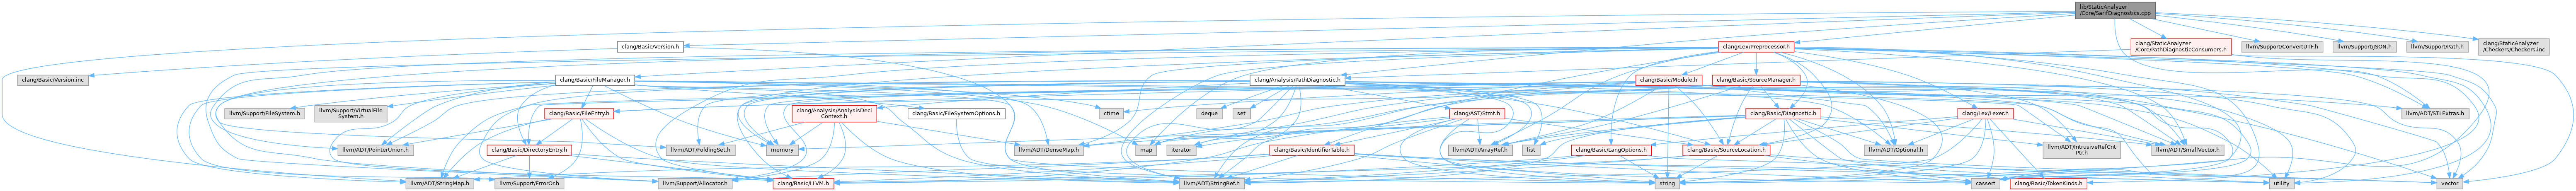 lib/StaticAnalyzer
/Core/SarifDiagnostics.cpp
clang/Basic/Version.h
clang/Lex/Preprocessor.h
clang/StaticAnalyzer
/Core/PathDiagnosticConsumers.h
llvm/Support/ConvertUTF.h
llvm/Support/JSON.h
llvm/Support/Path.h
clang/StaticAnalyzer
/Checkers/Checkers.inc
clang/Basic/Version.inc
clang/Basic/FileManager.h
clang/Analysis/PathDiagnostic.h
clang/Basic/Module.h
clang/Basic/SourceManager.h
llvm/Support/FileSystem.h
llvm/Support/VirtualFile
System.h
clang/Basic/FileEntry.h
clang/Analysis/AnalysisDecl
Context.h
clang/Basic/FileSystemOptions.h
ctime
deque
set
clang/AST/Stmt.h
clang/Basic/Diagnostic.h
clang/Lex/Lexer.h
llvm/ADT/STLExtras.h
llvm/ADT/PointerUnion.h
clang/Basic/DirectoryEntry.h
llvm/ADT/FoldingSet.h
memory
llvm/ADT/DenseMap.h
map
iterator
clang/Basic/IdentifierTable.h
llvm/ADT/ArrayRef.h
list
clang/Basic/LangOptions.h
clang/Basic/SourceLocation.h
llvm/ADT/Optional.h
llvm/ADT/IntrusiveRefCnt
Ptr.h
llvm/ADT/SmallVector.h
llvm/ADT/StringMap.h
llvm/Support/ErrorOr.h
llvm/Support/Allocator.h
clang/Basic/LLVM.h
llvm/ADT/StringRef.h
string
cassert
clang/Basic/TokenKinds.h
utility
vector